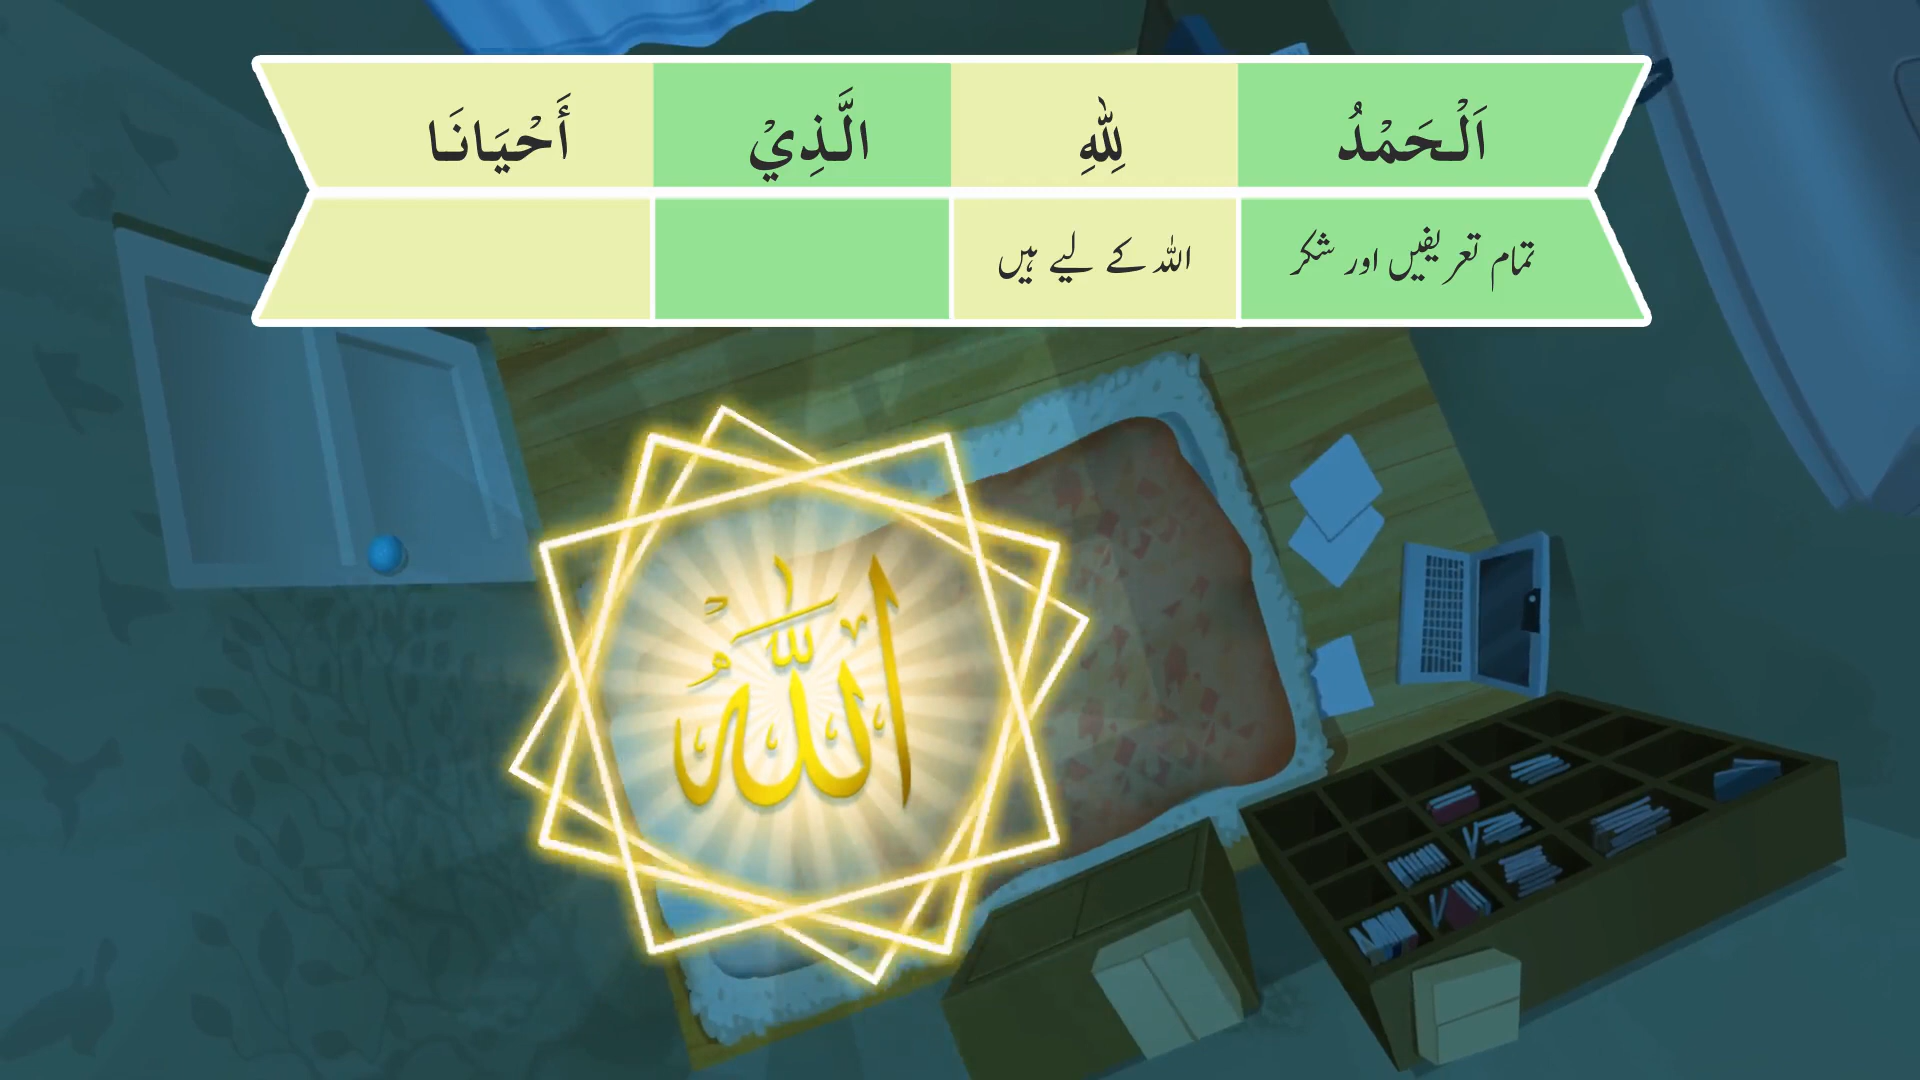 اَلْحَمْدُ لِلّٰهِ الَّذِيْ أَحْيَانَا
تمام تعریفیں اور شکر اللہ کے لیے ہیں
اللّٰهُ